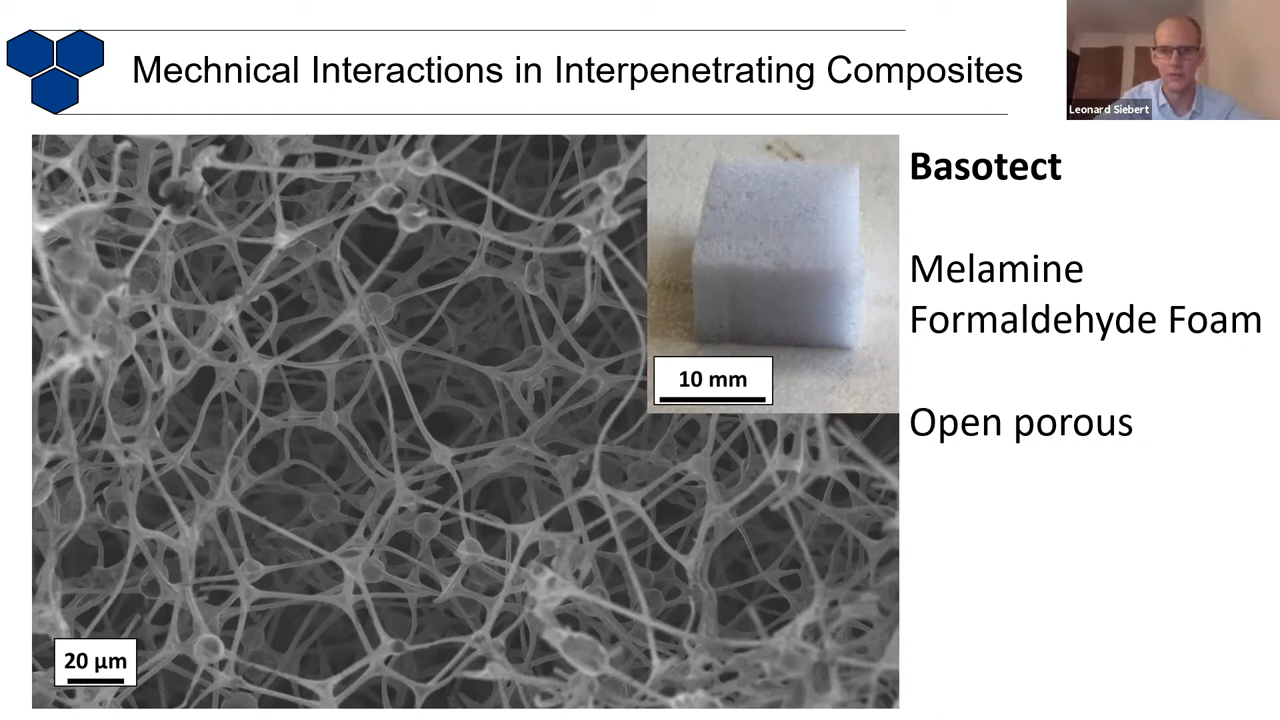 Mechnical Interactions in Interpenetrating Composites
Leonard Siebert
Basotect
Melamine
Formaldehyde Foam
Open porous
10 mm
20 µm